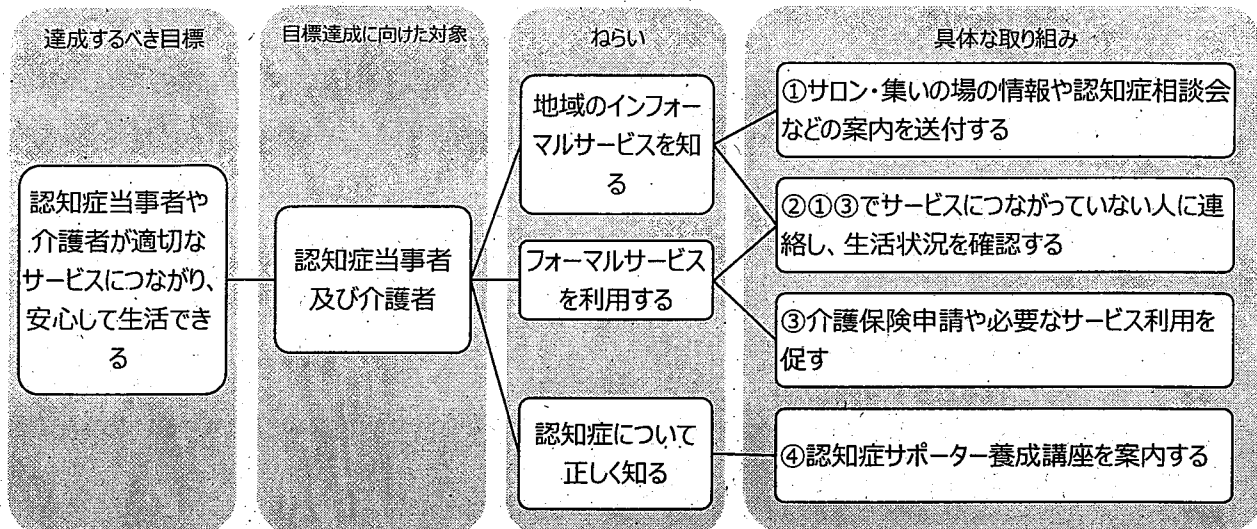 達成するべき目標
目標達成に向けた対象
ねらい
具体な取り組み
認知症当事者や
介護者が適切な
サービスにつながり、
安心して生活でき
る
認知症当事者
及び介護者
地域のインフォー
マルサービスを知
る
フォーマルサービス
を利用する
認知症について
正しく知る
①サロン・集いの場の情報や認知症相談会
などの案内を送付する
②①③でサービスにつながっていない人に連
絡し、生活状況を確認する
③介護保険申請や必要なサービス利用を
促す
④認知症サポーター養成講座を案内する